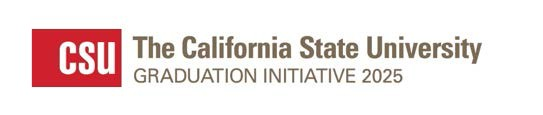 CSU The California State University
GRADUATION INITIATIVE 2025